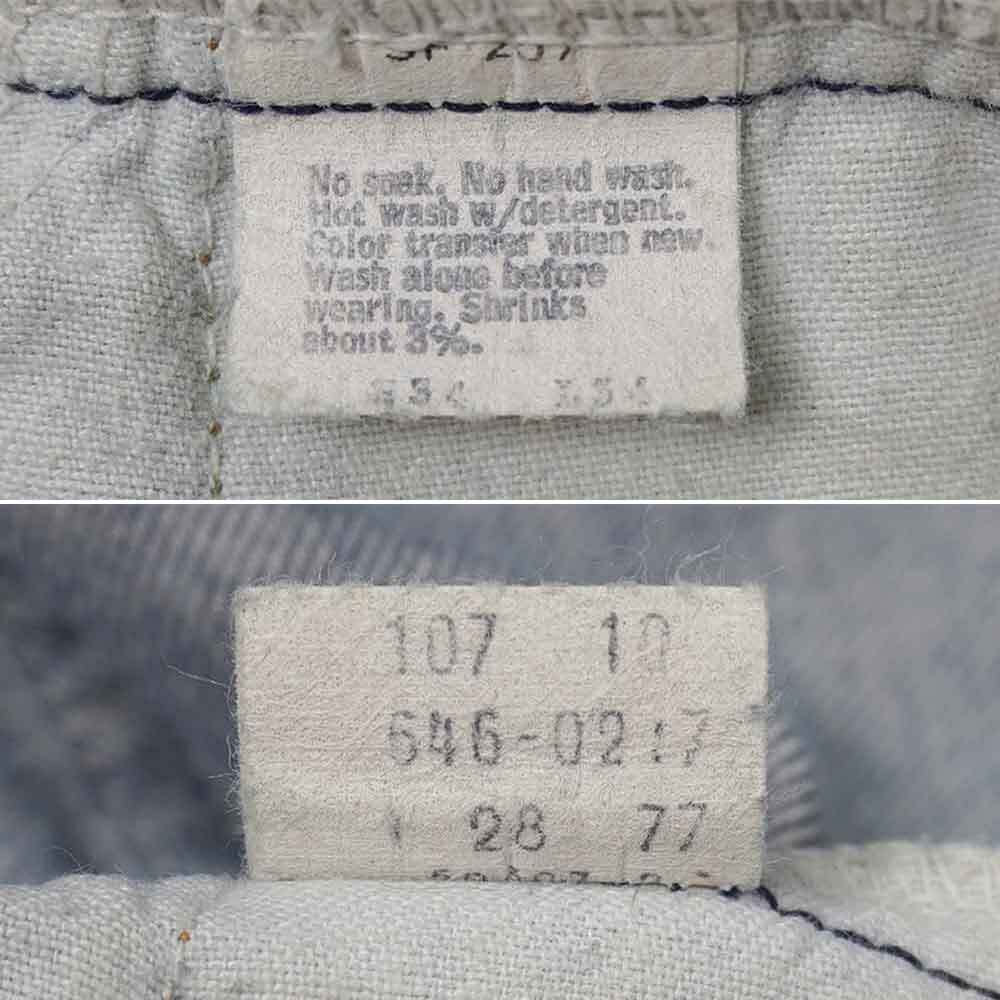 No soak. No hand wash.
Hot wash w/detergent.
Color transfer when new.
Wash alone before
wearing. Shrinks
about 3%.
107 10
646-0217
1 28 77